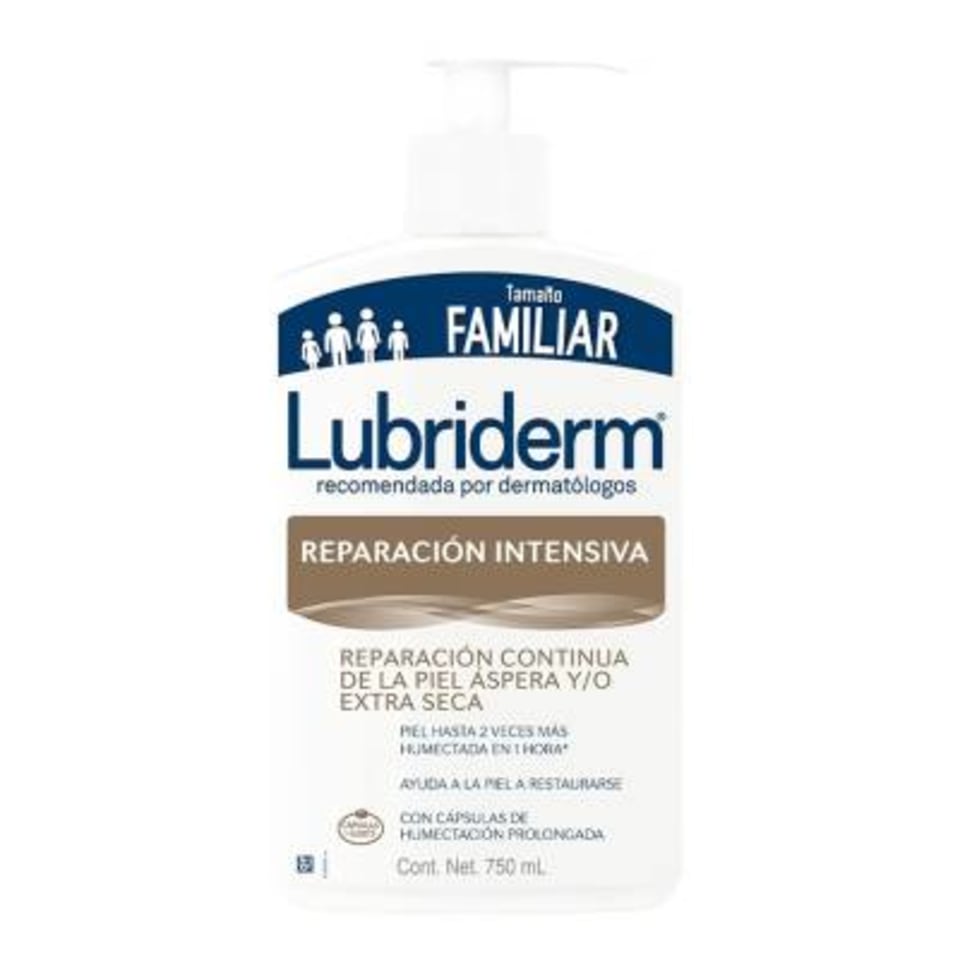 Tamaño
FAMILIAR
Lubriderm®
recomendada por dermatólogos
REPARACIÓN INTENSIVA
REPARACIÓN CONTINUA
DE LA PIEL ÁSPERA Y/O
EXTRA SECA
PIEL HASTA 2 VECES MÁS
HUMECTADA EN 1 HORA*
AYUDA A LA PIEL A RESTAURARSE
CON CÁPSULAS DE
HUMECTACIÓN PROLONGADA
Cont. Net. 750 mL